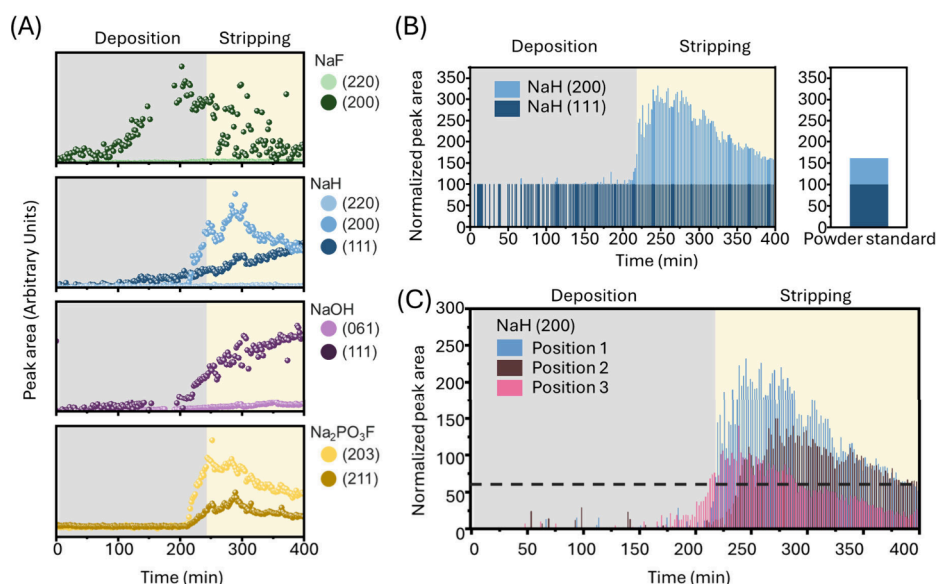 (A)
Deposition Stripping
NaF
(220)
(200)
NaH
(220)
(200)
(111)
NaOH
(061)
(111)
Na₂PO₃F
(203)
(211)
Peak area (Arbitrary Units)
0 100 200 300 400
Time (min)
(B)
Deposition Stripping
NaH (200)
NaH (111)
Normalized peak area
350
300
250
200
150
100
50
0
0 50 100 150 200 250 300 350 400
Time (min)
350
300
250
200
150
100
50
0
Powder standard
(C)
Deposition Stripping
NaH (200)
Position 1
Position 2
Position 3
Normalized peak area
300
250
200
150
100
50
0
0 50 100 150 200 250 300 350 400
Time (min)